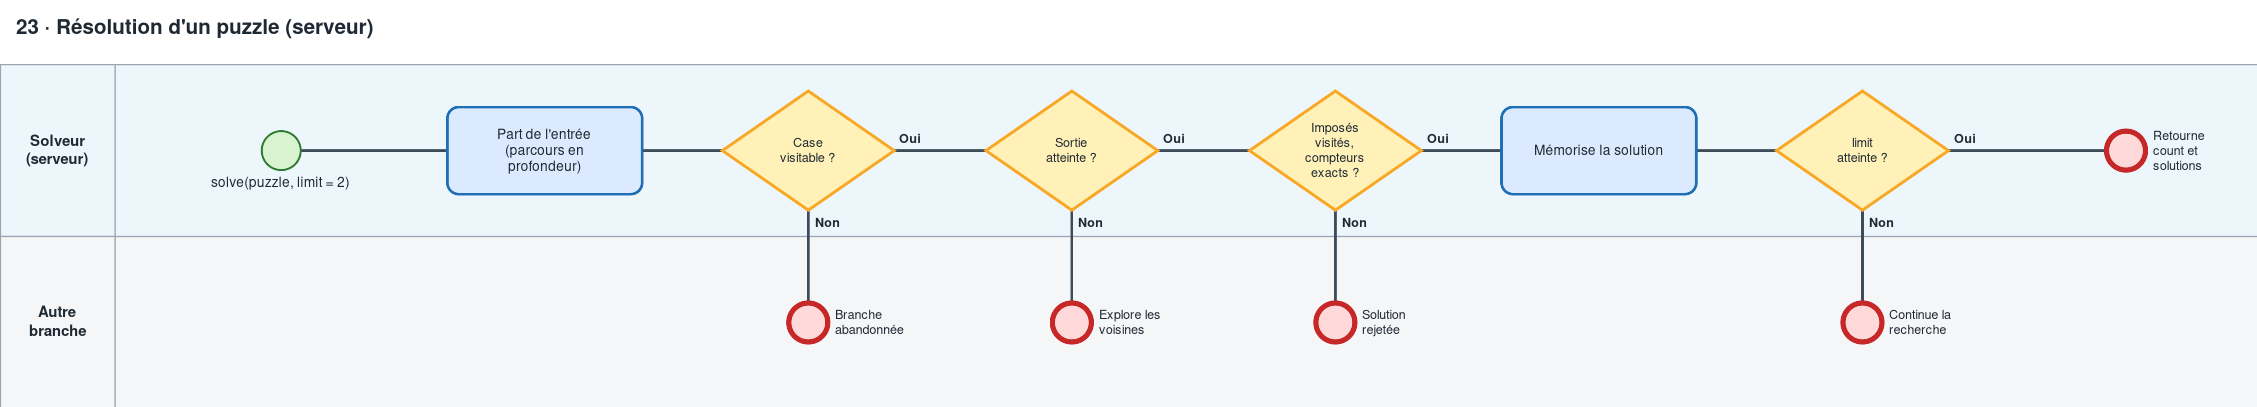 23 · Résolution d'un puzzle (serveur)
Solveur
(serveur)
solve(puzzle, limit = 2)
Part de l'entrée
(parcours en
profondeur)
Case
visitable ?
Oui
Non
Sortie
atteinte ?
Oui
Non
Imposés
visités,
compteurs
exacts ?
Oui
Non
Mémorise la solution
limit
atteinte ?
Oui
Non
Retourne
count et
solutions
Autre
branche
Branche
abandonnée
Explore les
voisines
Solution
rejetée
Continue la
recherche